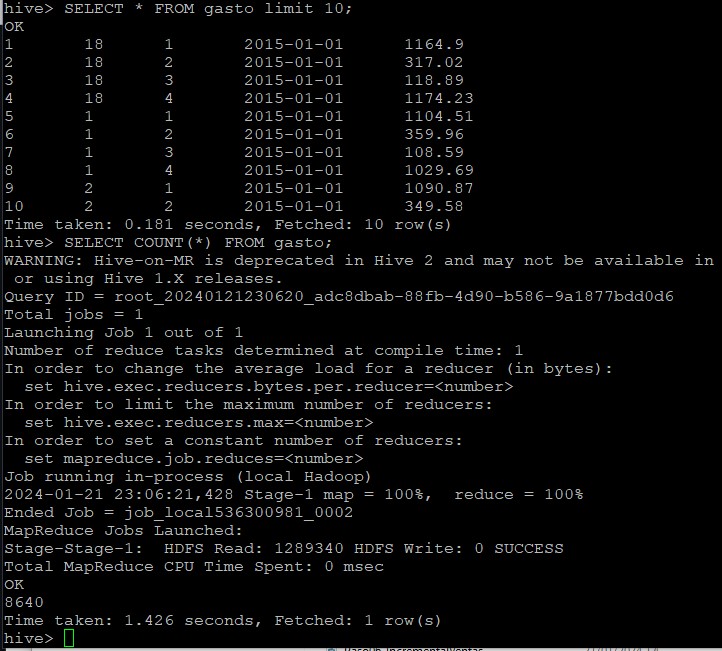 hive> SELECT * FROM gasto limit 10;
OK
1 18 1 2015-01-01 1164.9
2 18 2 2015-01-01 317.02
3 18 3 2015-01-01 118.89
4 18 4 2015-01-01 1174.23
5 1 1 2015-01-01 1104.51
6 1 2 2015-01-01 359.96
7 1 3 2015-01-01 108.59
8 1 4 2015-01-01 1029.69
9 2 1 2015-01-01 1090.87
10 2 2 2015-01-01 349.58
Time taken: 0.181 seconds, Fetched: 10 row(s)
hive> SELECT COUNT(*) FROM gasto;
WARNING: Hive-on-MR is deprecated in Hive 2 and may not be available in
or using Hive 1.X releases.
Query ID = root_20240121230620_adc8dbab-88fb-4d90-b586-9a1877bdd0d6
Total jobs = 1
Launching Job 1 out of 1
Number of reduce tasks determined at compile time: 1
In order to change the average load for a reducer (in bytes):
set hive.exec.reducers.bytes.per.reducer=<number>
In order to limit the maximum number of reducers:
set hive.exec.reducers.max=<number>
In order to set a constant number of reducers:
set mapreduce.job.reduces=<number>
Job running in-process (local Hadoop)
2024-01-21 23:06:21,428 Stage-1 map = 100%, reduce = 100%
Ended Job = job_local536300981_0002
MapReduce Jobs Launched:
Stage-Stage-1: HDFS Read: 1289340 HDFS Write: 0 SUCCESS
Total MapReduce CPU Time Spent: 0 msec
OK
8640
Time taken: 1.426 seconds, Fetched: 1 row(s)
hive>